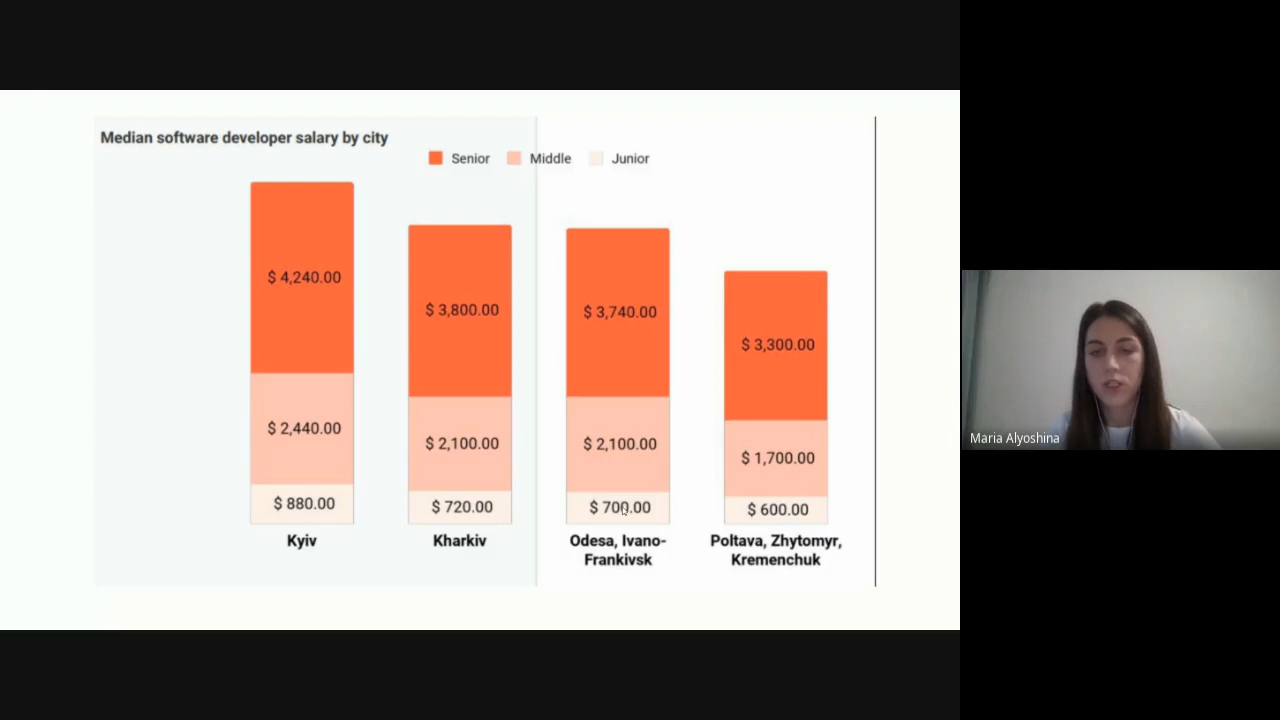 Median software developer salary by city
Senior Middle Junior
$ 4,240.00
$ 2,440.00
$ 880.00
Kyiv
$ 3,800.00
$ 2,100.00
$ 720.00
Kharkiv
$ 3,740.00
$ 2,100.00
$ 700.00
Odesa, Ivano-
Frankivsk
$ 3,300.00
$ 1,700.00
$ 600.00
Poltava, Zhytomyr,
Kremenchuk
Maria Alyoshina